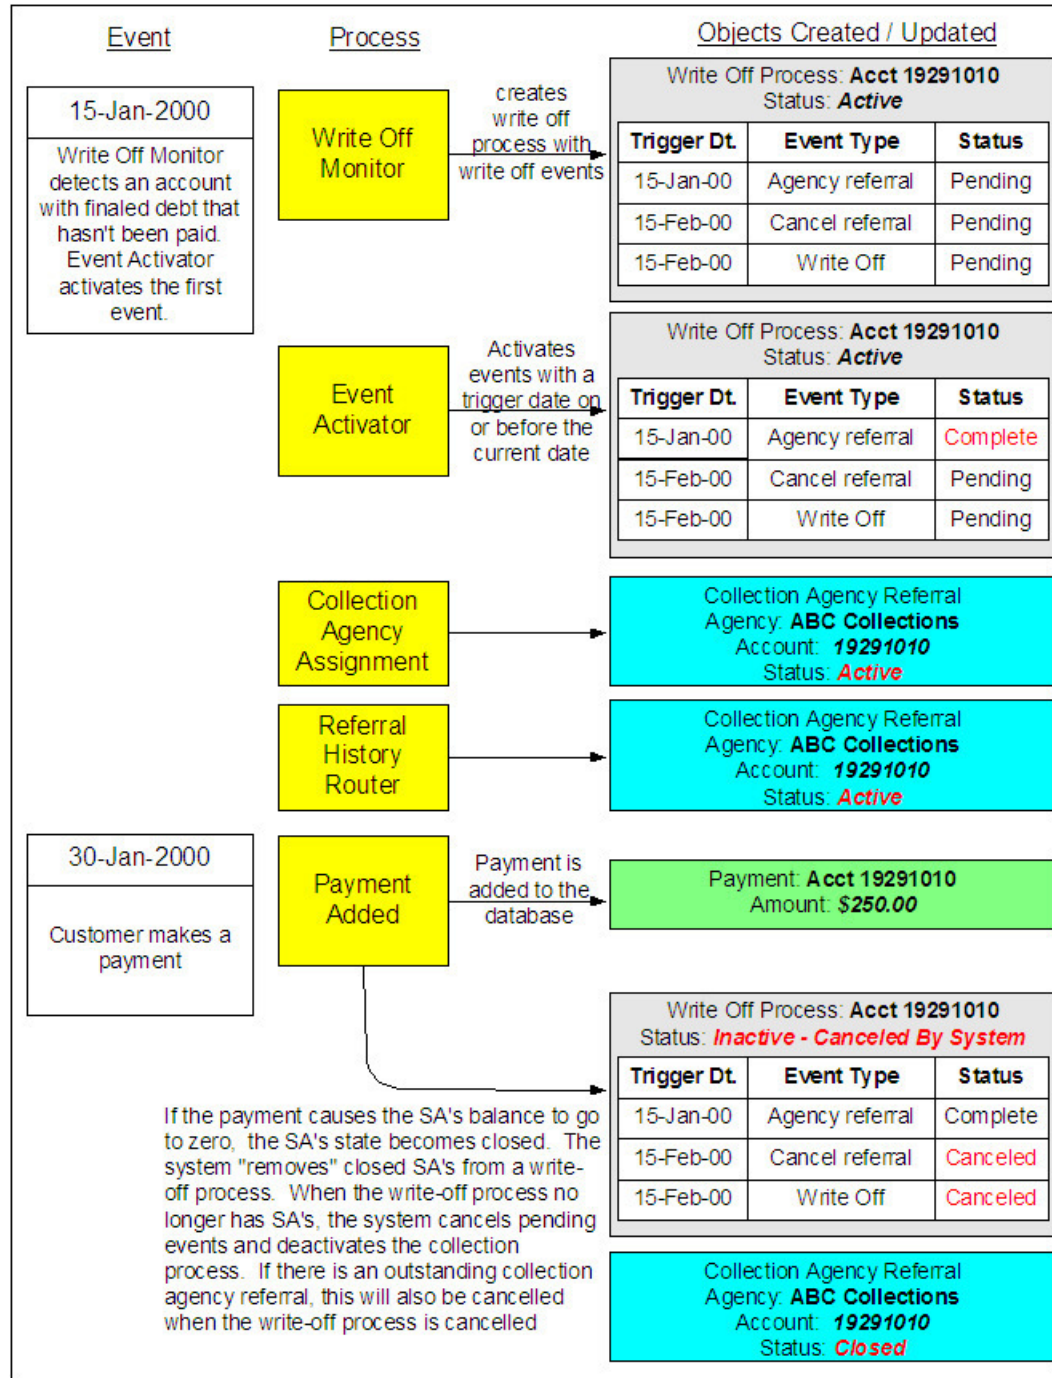 Event
Process
Objects Created / Updated
15-Jan-2000
Write Off Monitor
detects an account
with finaled debt that
hasn't been paid.
Event Activator
activates the first
event.
Write Off
Monitor
creates
write off
process with
write off events
Write Off Process: Acct 19291010
Status: Active
Trigger Dt. Event Type Status
15-Jan-00 Agency referral Pending
15-Feb-00 Cancel referral Pending
15-Feb-00 Write Off Pending
Event
Activator
Activates
events with a
trigger date on
or before the
current date
Write Off Process: Acct 19291010
Status: Active
Trigger Dt. Event Type Status
15-Jan-00 Agency referral Complete
15-Feb-00 Cancel referral Pending
15-Feb-00 Write Off Pending
Collection
Agency
Assignment
Collection Agency Referral
Agency: ABC Collections
Account: 19291010
Status: Active
Referral
History
Router
Collection Agency Referral
Agency: ABC Collections
Account: 19291010
Status: Active
30-Jan-2000
Customer makes a
payment
Payment
Added
Payment is
added to the
database
Payment: Acct 19291010
Amount: $250.00
Write Off Process: Acct 19291010
Status: Inactive - Canceled By System
Trigger Dt. Event Type Status
15-Jan-00 Agency referral Complete
15-Feb-00 Cancel referral Canceled
15-Feb-00 Write Off Canceled
If the payment causes the SA's balance to go
to zero, the SA's state becomes closed. The
system "removes" closed SA's from a write-
off process. When the write-off process no
longer has SA's, the system cancels pending
events and deactivates the collection
process. If there is an outstanding collection
agency referral, this will also be cancelled
when the write-off process is cancelled
Collection Agency Referral
Agency: ABC Collections
Account: 19291010
Status: Closed